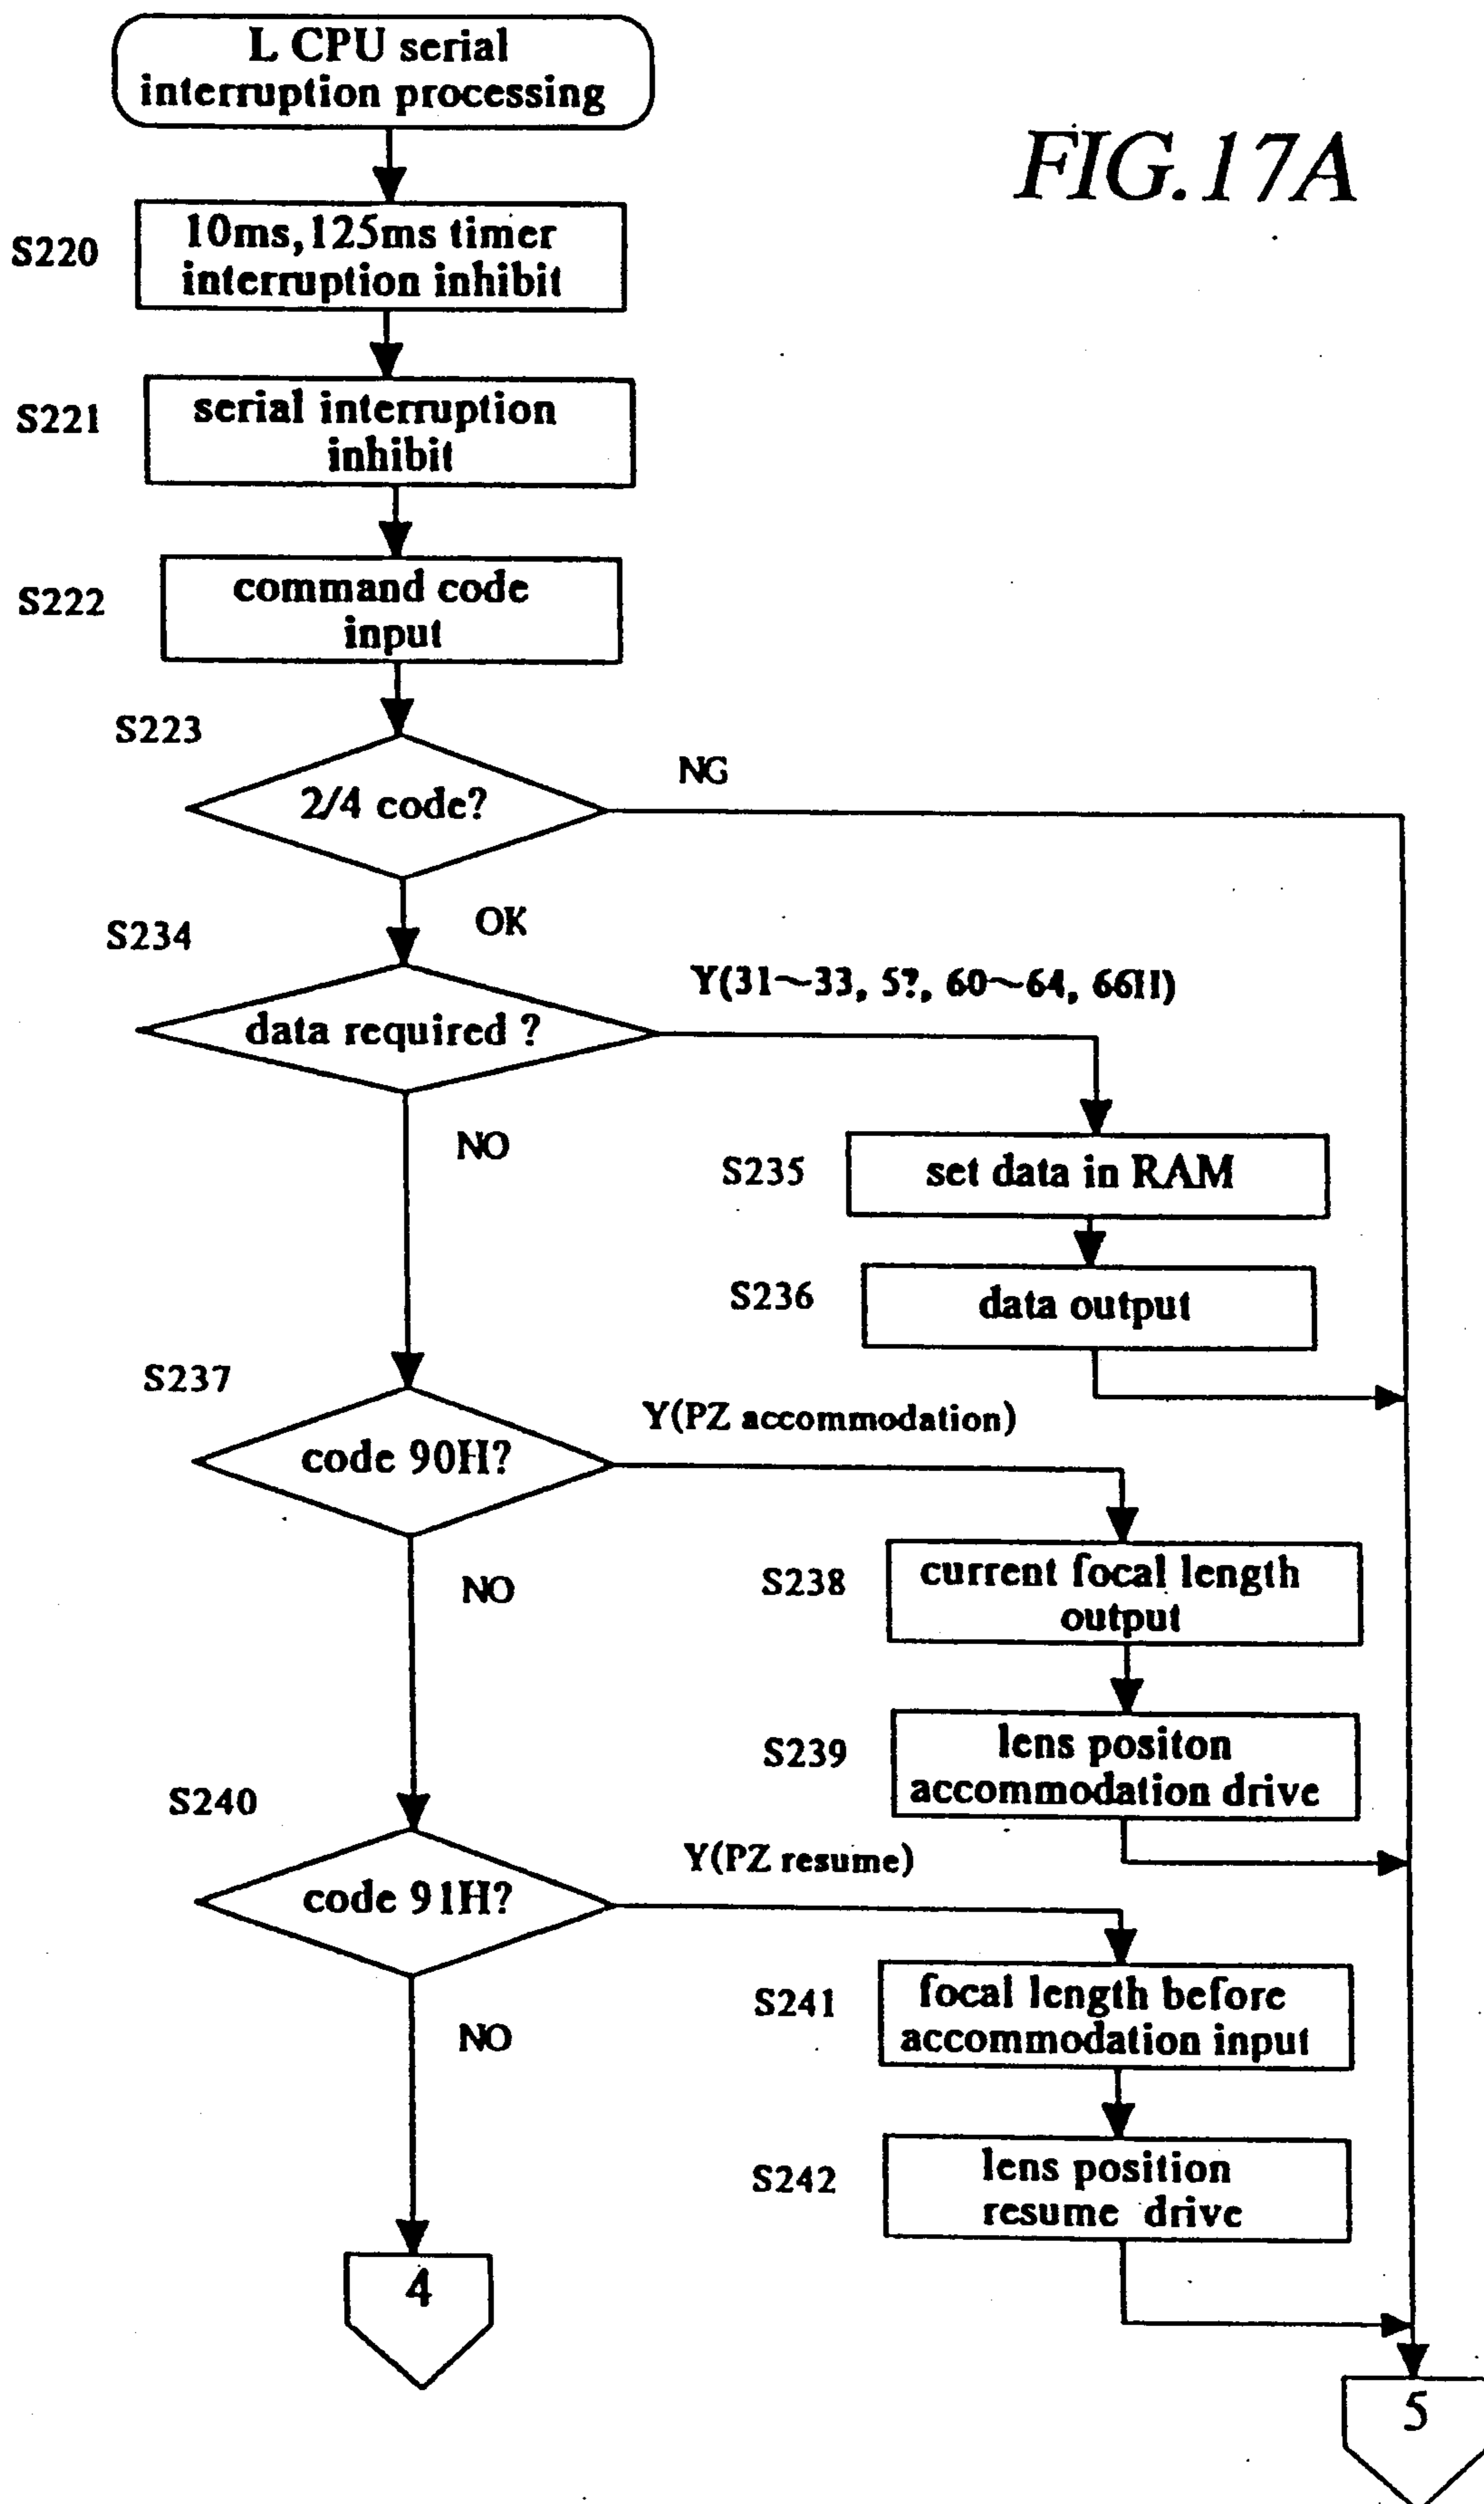 L CPU serial
interruption processing
FIG.17A
S220
10ms,125ms timer
interruption inhibit
S221
serial interruption
inhibit
S222
command code
input
S223
2/4 code?
NG
OK
S234
data required ?
Y(31~33, 5?, 60~64, 66H)
NO
S235
set data in RAM
S236
data output
S237
code 90H?
Y(PZ accommodation)
NO
S238
current focal length
output
S239
lens positon
accommodation drive
S240
code 91H?
Y(PZ resume)
NO
S241
focal length before
accommodation input
S242
lens position
resume drive
4
5